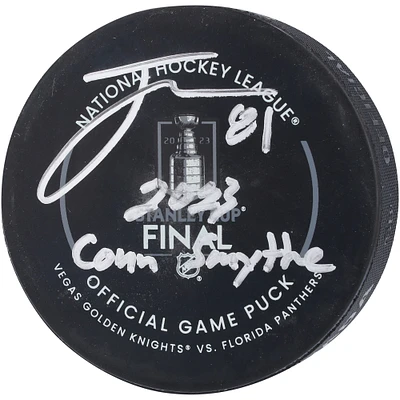 NATIONAL HOCKEY LEAGUE®
81
2023
2023
STANLEY CUP®
FINAL
Conn Smythe
NHL
OFFICIAL GAME PUCK
VEGAS GOLDEN KNIGHTS® VS. FLORIDA PANTHERS